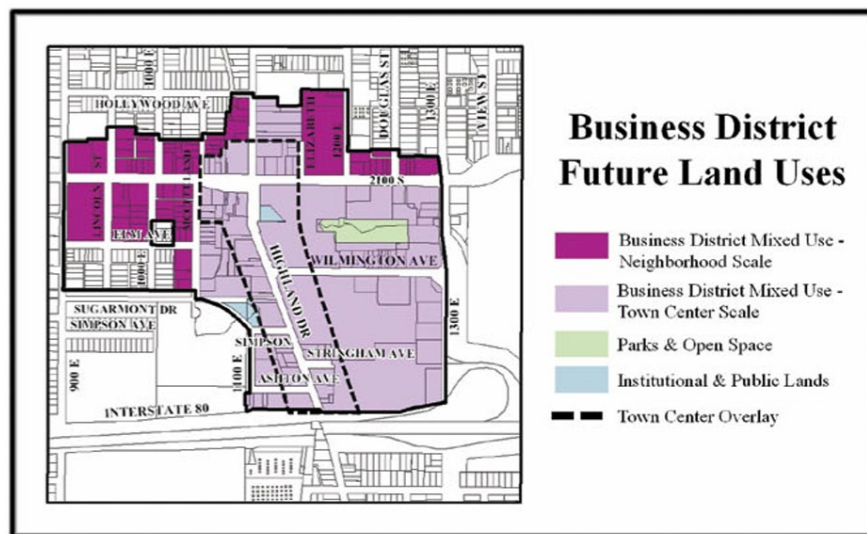 1000 E
HOLLYWOOD AVE
ELIZABETH
1200 E
DOUGLAS ST
1300 E
VIEW ST
LINCOLN ST
MCCLELLAND
2100 S
ELM AVE
1000 E
HIGHLAND DR
WILMINGTON AVE
1300 E
SUGARMONT DR
SIMPSON AVE
SIMPSON
STRINGHAM AVE
900 E
1100 E
ASHTON AVE
INTERSTATE 80
Business District
Future Land Uses
Business District Mixed Use -
Neighborhood Scale
Business District Mixed Use -
Town Center Scale
Parks & Open Space
Institutional & Public Lands
Town Center Overlay